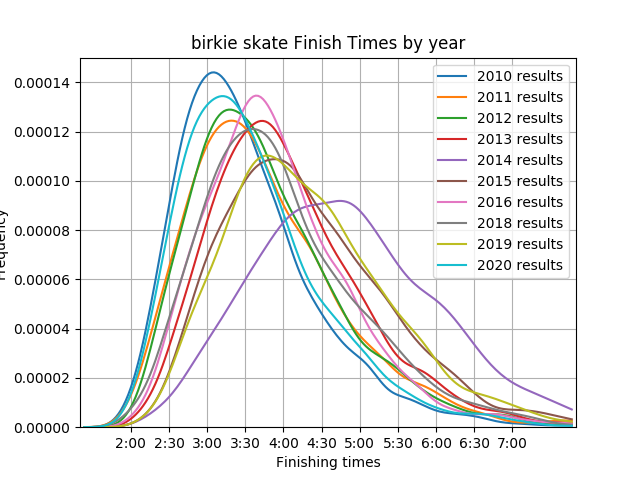 birkie skate Finish Times by year
0.00014
0.00012
0.00010
0.00008
0.00006
0.00004
0.00002
0.00000
2010 results
2011 results
2012 results
2013 results
2014 results
2015 results
2016 results
2018 results
2019 results
2020 results
2:00 2:30 3:00 3:30 4:00 4:30 5:00 5:30 6:00 6:30 7:00
Finishing times